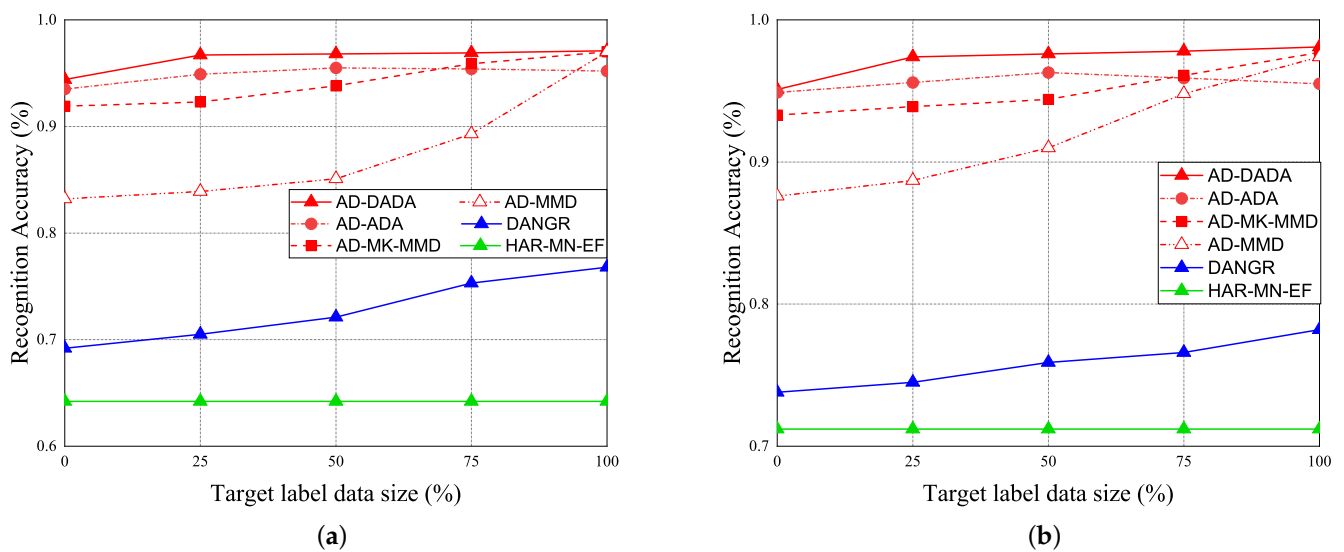 1.0
0.9
0.8
0.7
0.6
Recognition Accuracy (%)
AD-DADA
AD-ADA
AD-MK-MMD
AD-MMD
DANGR
HAR-MN-EF
0 25 50 75 100
Target label data size (%)
(a)
1.0
0.9
0.8
0.7
Recognition Accuracy (%)
AD-DADA
AD-ADA
AD-MK-MMD
AD-MMD
DANGR
HAR-MN-EF
0 25 50 75 100
Target label data size (%)
(b)